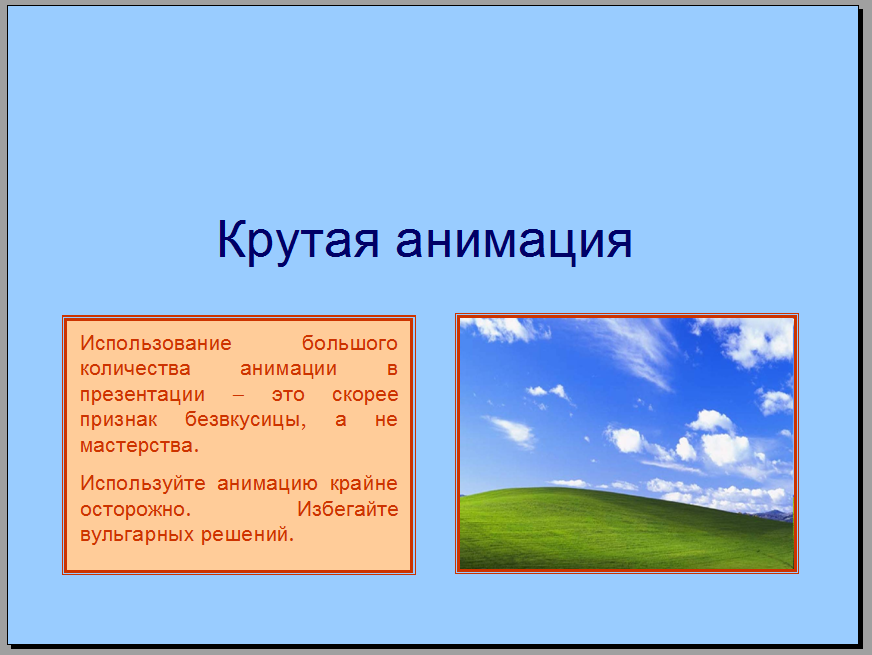 Крутая анимация
Использование большого
количества анимации в
презентации – это скорее
признак безвкусицы, а не
мастерства.
Используйте анимацию крайне
осторожно. Избегайте
вульгарных решений.